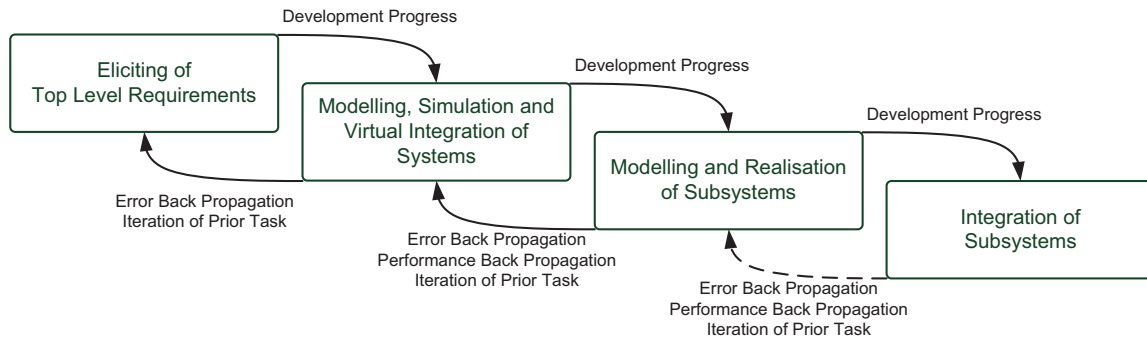 Development Progress
Eliciting of
Top Level Requirements
Development Progress
Modelling, Simulation and
Virtual Integration of
Systems
Development Progress
Modelling and Realisation
of Subsystems
Error Back Propagation
Iteration of Prior Task
Integration of
Subsystems
Error Back Propagation
Performance Back Propagation
Iteration of Prior Task
Error Back Propagation
Performance Back Propagation
Iteration of Prior Task